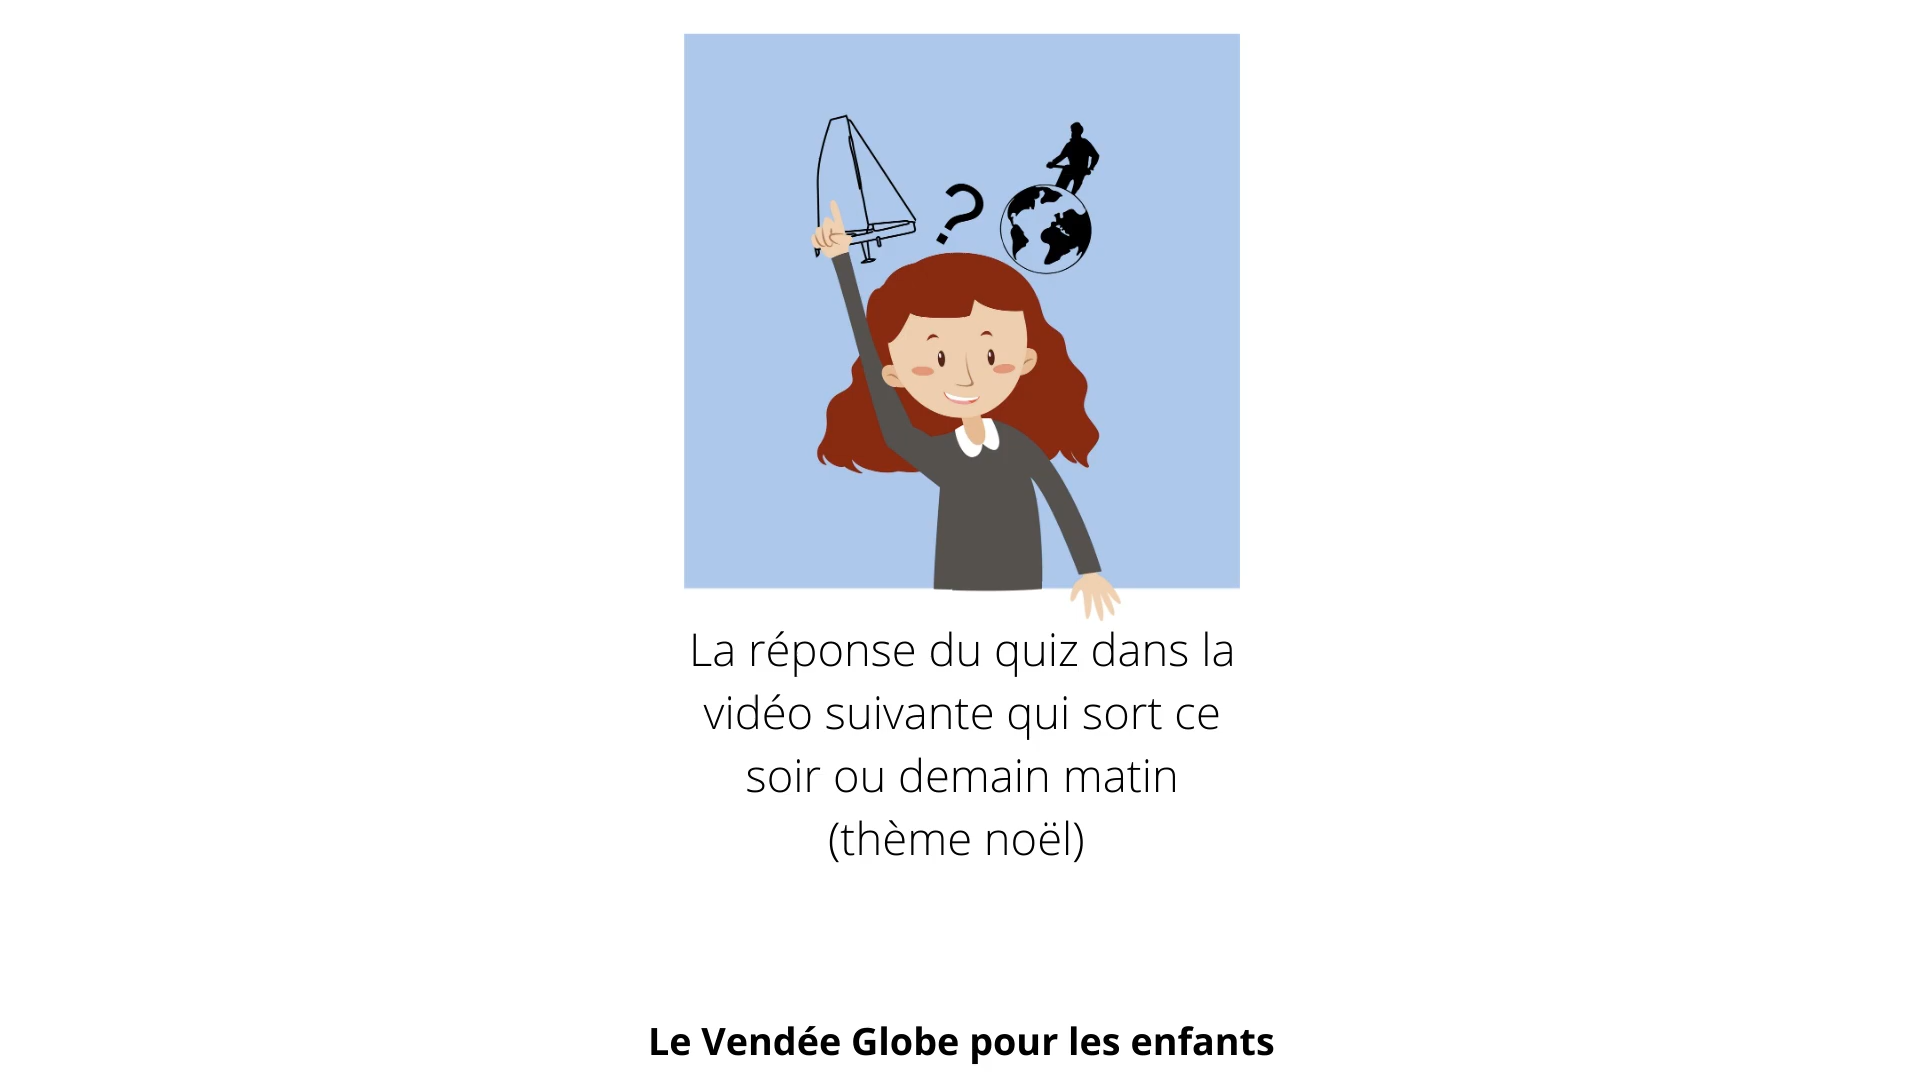 ?
La réponse du quiz dans la
vidéo suivante qui sort ce
soir ou demain matin
(thème noël)
Le Vendée Globe pour les enfants